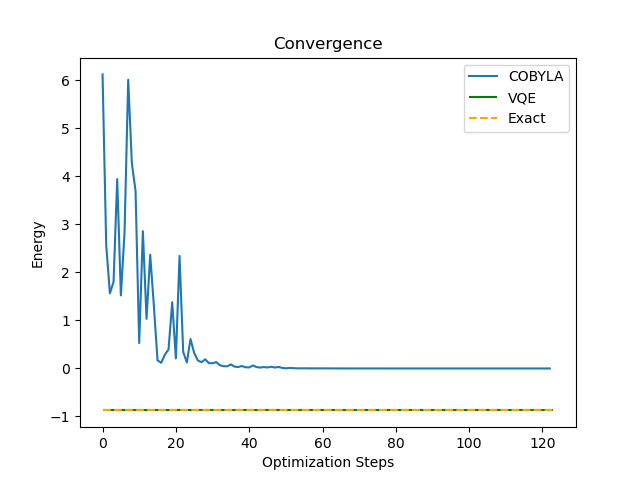 Convergence
COBYLA
VQE
Exact
Energy
6
5
4
3
2
1
0
−1
0 20 40 60 80 100 120
Optimization Steps